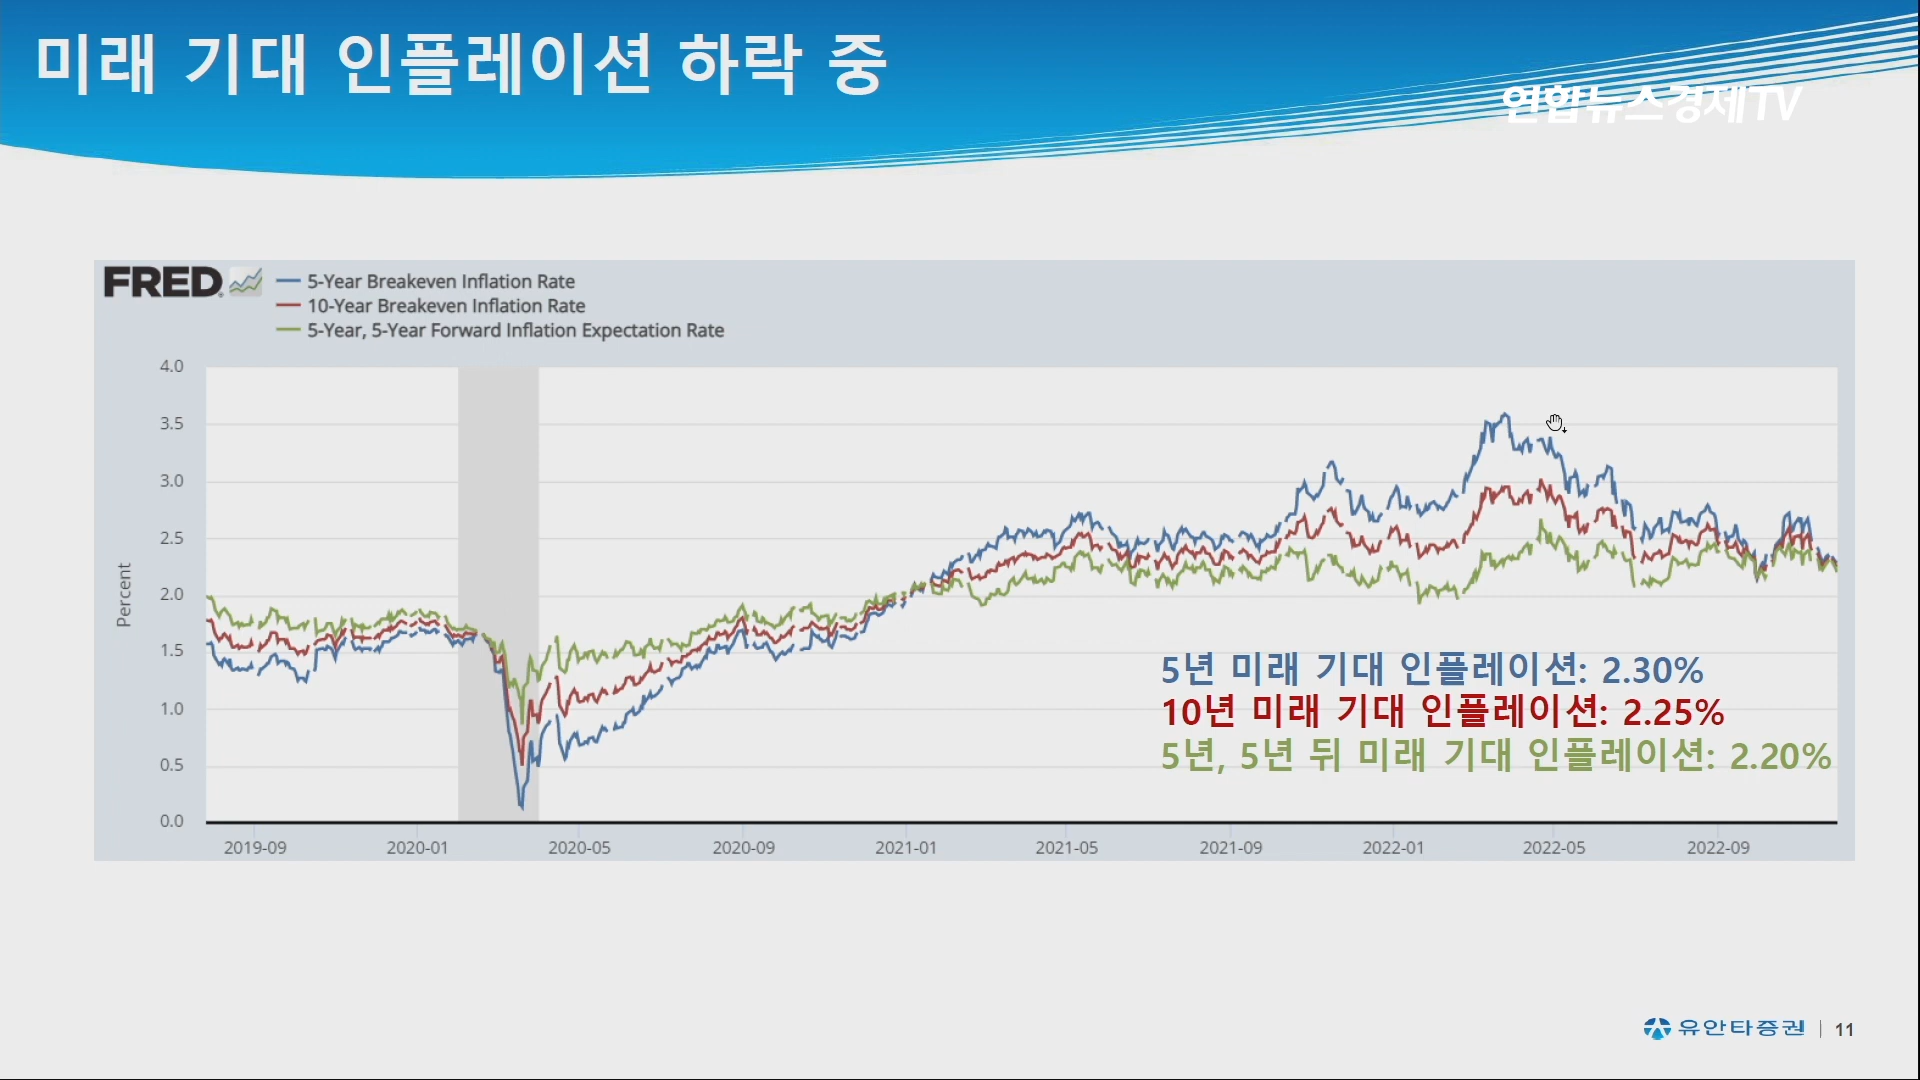 미래 기대 인플레이션 하락 중
연합뉴스경제TV
FRED
5-Year Breakeven Inflation Rate
10-Year Breakeven Inflation Rate
5-Year, 5-Year Forward Inflation Expectation Rate
Percent
4.0
3.5
3.0
2.5
2.0
1.5
1.0
0.5
0.0
5년 미래 기대 인플레이션: 2.30%
10년 미래 기대 인플레이션: 2.25%
5년, 5년 뒤 미래 기대 인플레이션: 2.20%
2019-09 2020-01 2020-05 2020-09 2021-01 2021-05 2021-09 2022-01 2022-05 2022-09
유안타증권 | 11